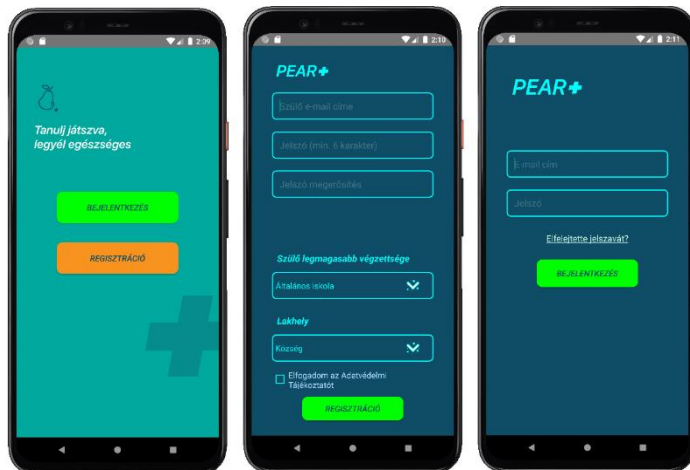 2:09
Tanulj játszva,
legyél egészséges
BEJELENTKEZÉS
REGISZTRÁCIÓ
2:10
PEAR+
Szülő e-mail címe
Jelszó (min. 6 karakter)
Jelszó megerősítés
Szülő legmagasabb végzettsége
Általános iskola
Lakhely
Község
Elfogadom az Adatvédelmi
Tájékoztatót
REGISZTRÁCIÓ
2:11
PEAR+
E-mail cím
Jelszó
Elfelejtette jelszavát?
BEJELENTKEZÉS